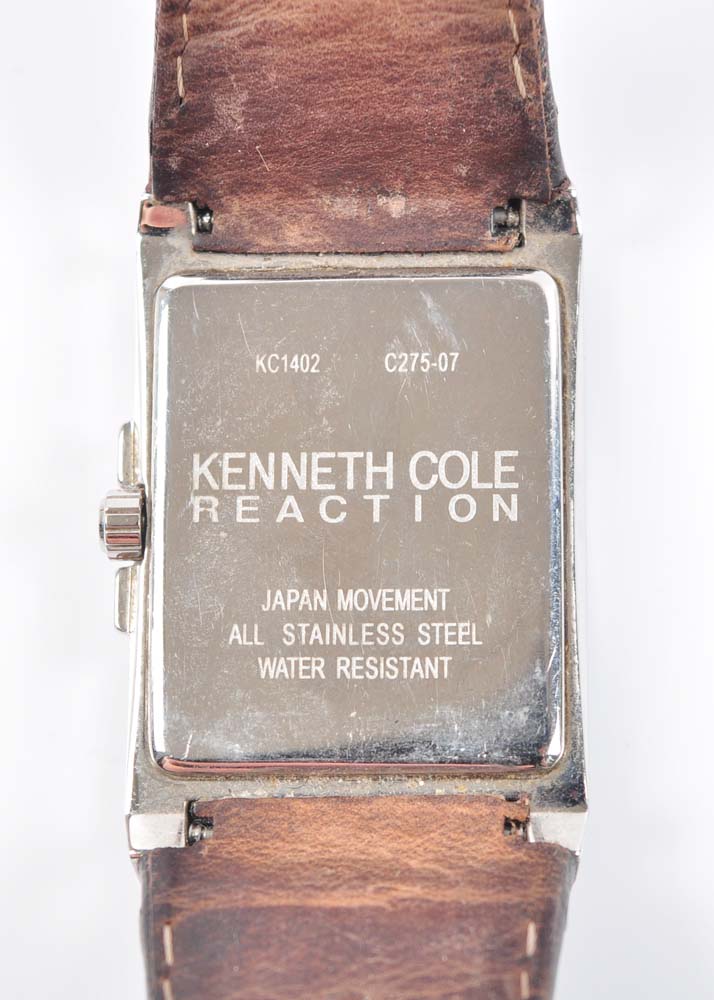 KC1402 C275-07
KENNETH COLE
REACTION
JAPAN MOVEMENT
ALL STAINLESS STEEL
WATER RESISTANT